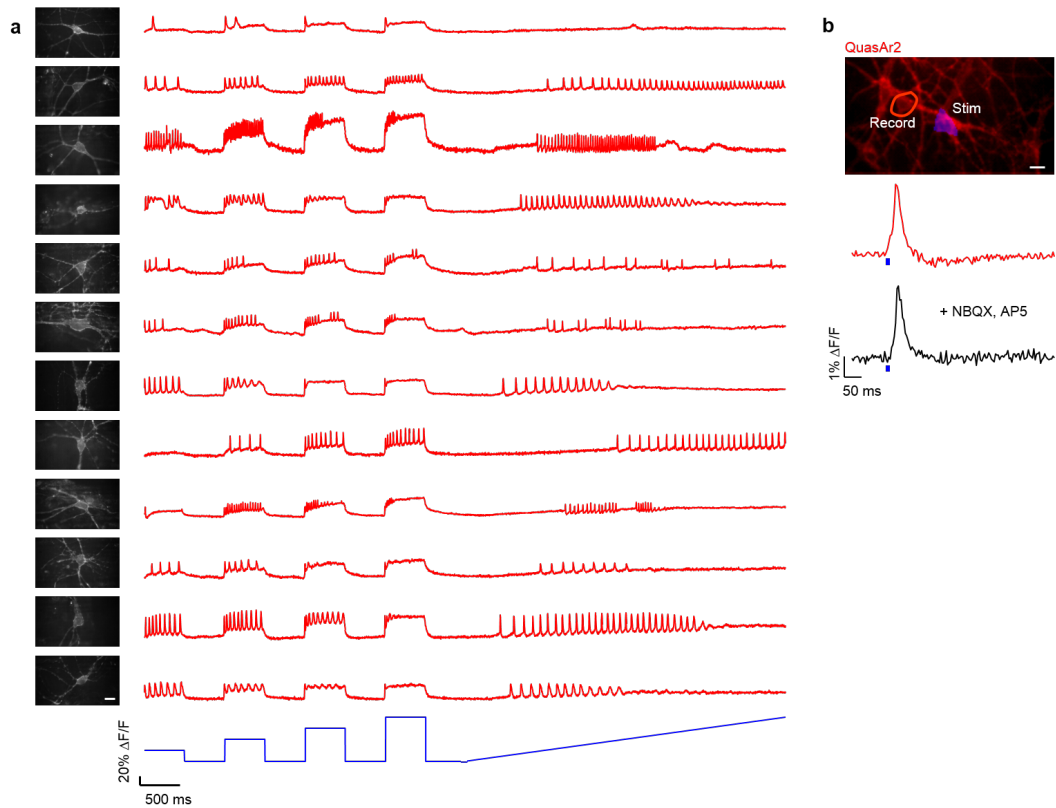 a
20% ΔF/F
500 ms
b
QuasAr2
Record
Stim
+ NBQX, AP5
1% ΔF/F
50 ms